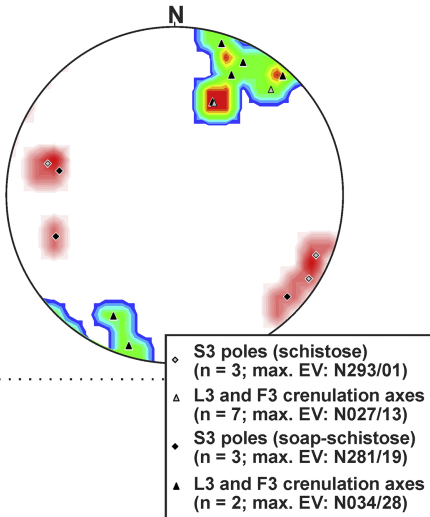 N
S3 poles (schistose)
(n = 3; max. EV: N293/01)
L3 and F3 crenulation axes
(n = 7; max. EV: N027/13)
S3 poles (soap-schistose)
(n = 3; max. EV: N281/19)
L3 and F3 crenulation axes
(n = 2; max. EV: N034/28)